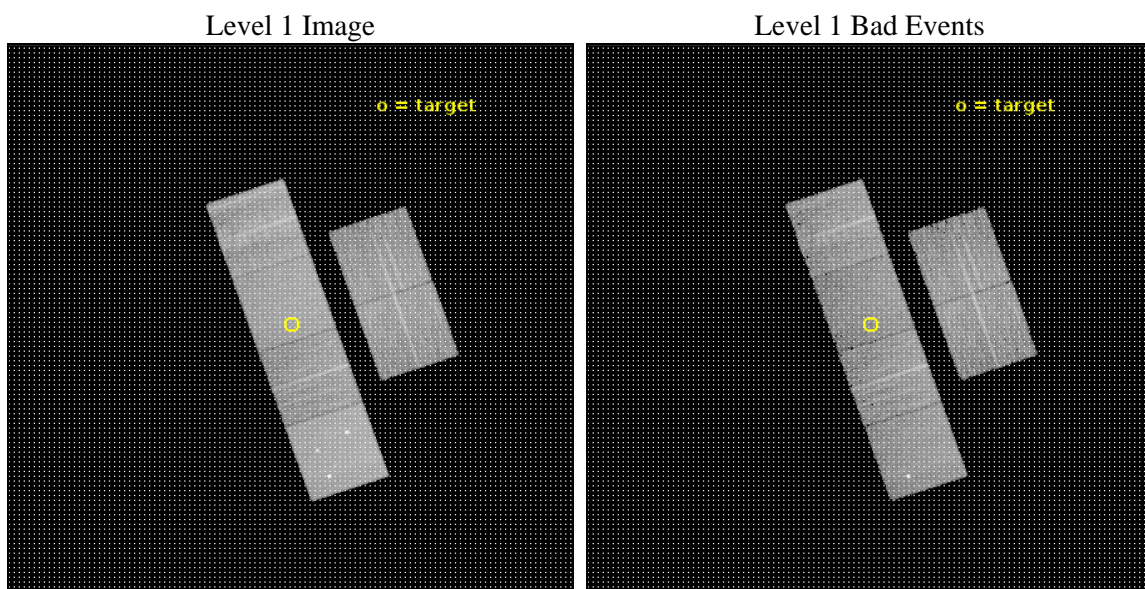 Level 1 Image
Level 1 Bad Events
o = target
o = target